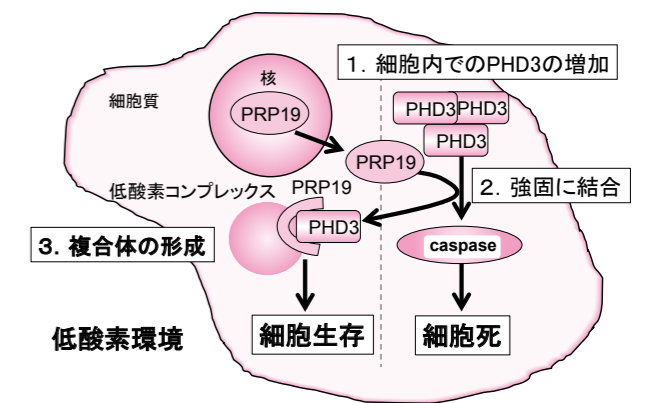 1. 細胞内でのPHD3の増加
核
細胞質
PRP19
PHD3PHD3
PHD3
PRP19
低酸素コンプレックス
PRP19
2. 強固に結合
PHD3
3. 複合体の形成
caspase
低酸素環境
細胞生存
細胞死